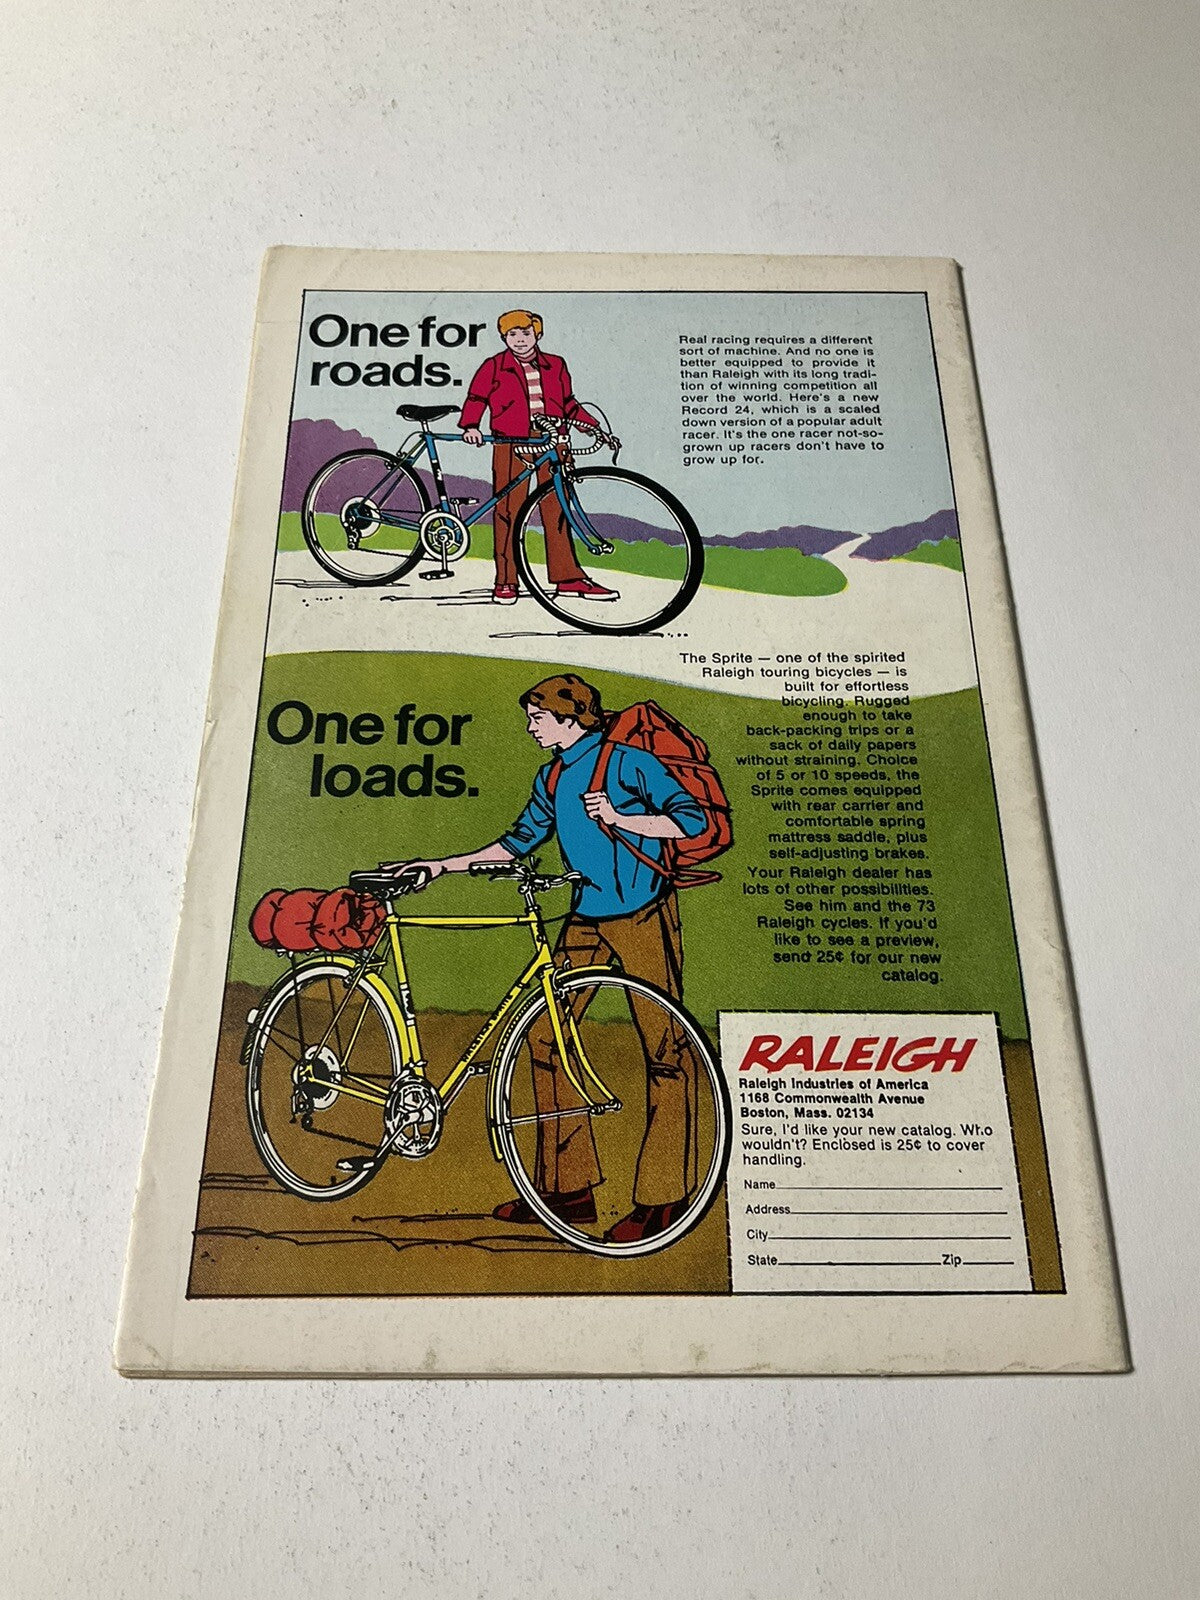 One for
roads.
Real racing requires a different
sort of machine. And no one is
better equipped to provide it
than Raleigh with its long tradi-
tion of winning competition all
over the world. Here's a new
Record 24, which is a scaled
down version of a popular adult
racer. It's the one racer not-so-
grown up racers don't have to
grow up for.
One for
loads.
The Sprite — one of the spirited
Raleigh touring bicycles — is
built for effortless
bicycling. Rugged
enough to take
back-packing trips or a
sack of daily papers
without straining. Choice
of 5 or 10 speeds, the
Sprite comes equipped
with rear carrier and
comfortable spring
mattress saddle, plus
self-adjusting brakes.
Your Raleigh dealer has
lots of other possibilities.
See him and the 73
Raleigh cycles. If you'd
like to see a preview,
send 25¢ for our new
catalog.
RALEIGH SPRITE
RALEIGH
Raleigh Industries of America
1168 Commonwealth Avenue
Boston, Mass. 02134
Sure, I'd like your new catalog. Who
wouldn't? Enclosed is 25¢ to cover
handling.
Name
Address
City
State Zip